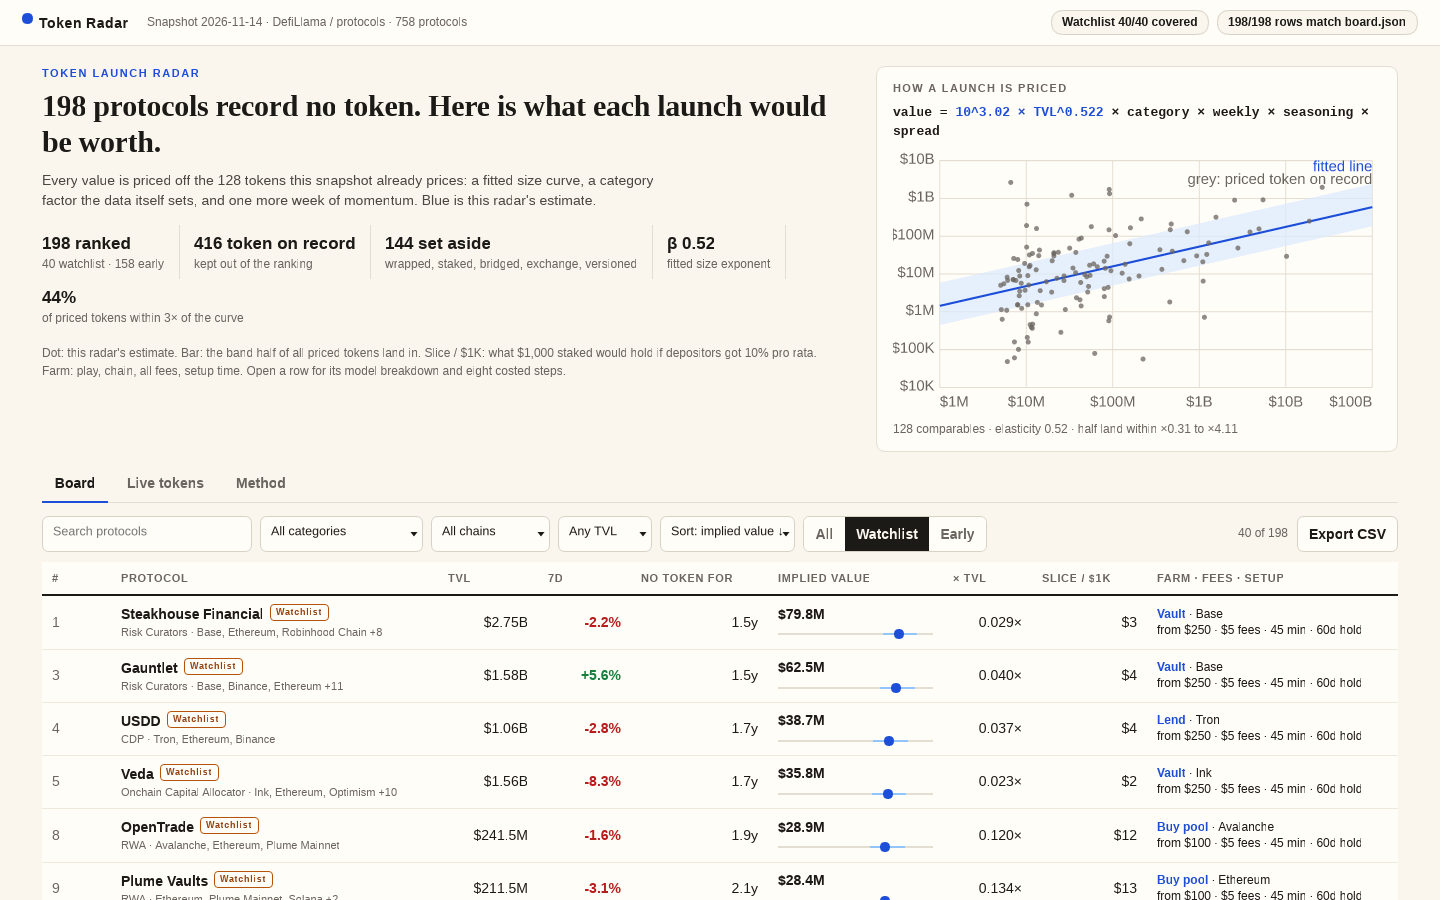 Token Radar
Snapshot 2026-11-14 · DefiLlama / protocols · 758 protocols
Watchlist 40/40 covered
198/198 rows match board.json
TOKEN LAUNCH RADAR
198 protocols record no token. Here is what each launch would
be worth.
Every value is priced off the 128 tokens this snapshot already prices: a fitted size curve, a category
factor the data itself sets, and one more week of momentum. Blue is this radar's estimate.
198 ranked
40 watchlist · 158 early
416 token on record
kept out of the ranking
144 set aside
wrapped, staked, bridged, exchange, versioned
β 0.52
fitted size exponent
44%
of priced tokens within 3× of the curve
Dot: this radar's estimate. Bar: the band half of all priced tokens land in. Slice / $1K: what $1,000 staked would hold if depositors got 10% pro rata.
Farm: play, chain, all fees, setup time. Open a row for its model breakdown and eight costed steps.
HOW A LAUNCH IS PRICED
value = 10^3.02 × TVL^0.522 × category × weekly × seasoning ×
spread
fitted line
grey: priced token on record
$10B
$1B
$100M
$10M
$1M
$100K
$10K
$1M $10M $100M $1B $10B $100B
128 comparables · elasticity 0.52 · half land within ×0.31 to ×4.11
Board Live tokens Method
Search protocols All categories All chains Any TVL Sort: implied value ↓ All Watchlist Early 40 of 198 Export CSV
# PROTOCOL TVL 7D NO TOKEN FOR IMPLIED VALUE × TVL SLICE / $1K FARM · FEES · SETUP
1 Steakhouse Financial Watchlist $2.75B -2.2% 1.5y $79.8M 0.029× $3 Vault · Base
Risk Curators · Base, Ethereum, Robinhood Chain +8 from $250 · $5 fees · 45 min · 60d hold
3 Gauntlet Watchlist $1.58B +5.6% 1.5y $62.5M 0.040× $4 Vault · Base
Risk Curators · Base, Binance, Ethereum +11 from $250 · $5 fees · 45 min · 60d hold
4 USDD Watchlist $1.06B -2.8% 1.7y $38.7M 0.037× $4 Lend · Tron
CDP · Tron, Ethereum, Binance from $250 · $5 fees · 45 min · 60d hold
5 Veda Watchlist $1.56B -8.3% 1.7y $35.8M 0.023× $2 Vault · Ink
Onchain Capital Allocator · Ink, Ethereum, Optimism +10 from $250 · $5 fees · 45 min · 60d hold
8 OpenTrade Watchlist $241.5M -1.6% 1.9y $28.9M 0.120× $12 Buy pool · Avalanche
RWA · Avalanche, Ethereum, Plume Mainnet from $100 · $5 fees · 45 min · 60d hold
9 Plume Vaults Watchlist $211.5M -3.1% 2.1y $28.4M 0.134× $13 Buy pool · Ethereum
RWA · Ethereum, Plume Mainnet, Solana +2 from $100 · $5 fees · 45 min · 60d hold